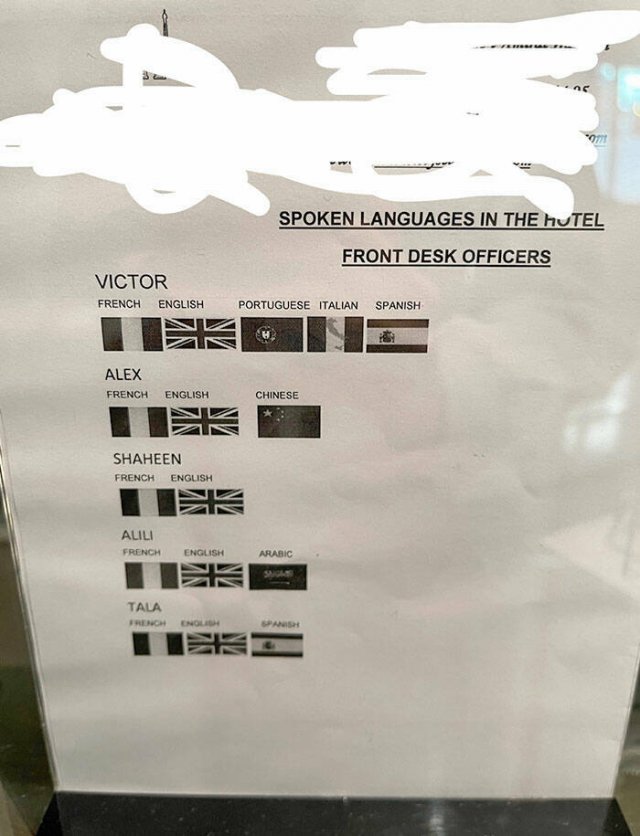 SPOKEN LANGUAGES IN THE HOTEL
FRONT DESK OFFICERS
VICTOR
FRENCH ENGLISH PORTUGUESE ITALIAN SPANISH
ALEX
FRENCH ENGLISH CHINESE
SHAHEEN
FRENCH ENGLISH
ALILI
FRENCH ENGLISH ARABIC
TALA
FRENCH ENGLISH SPANISH